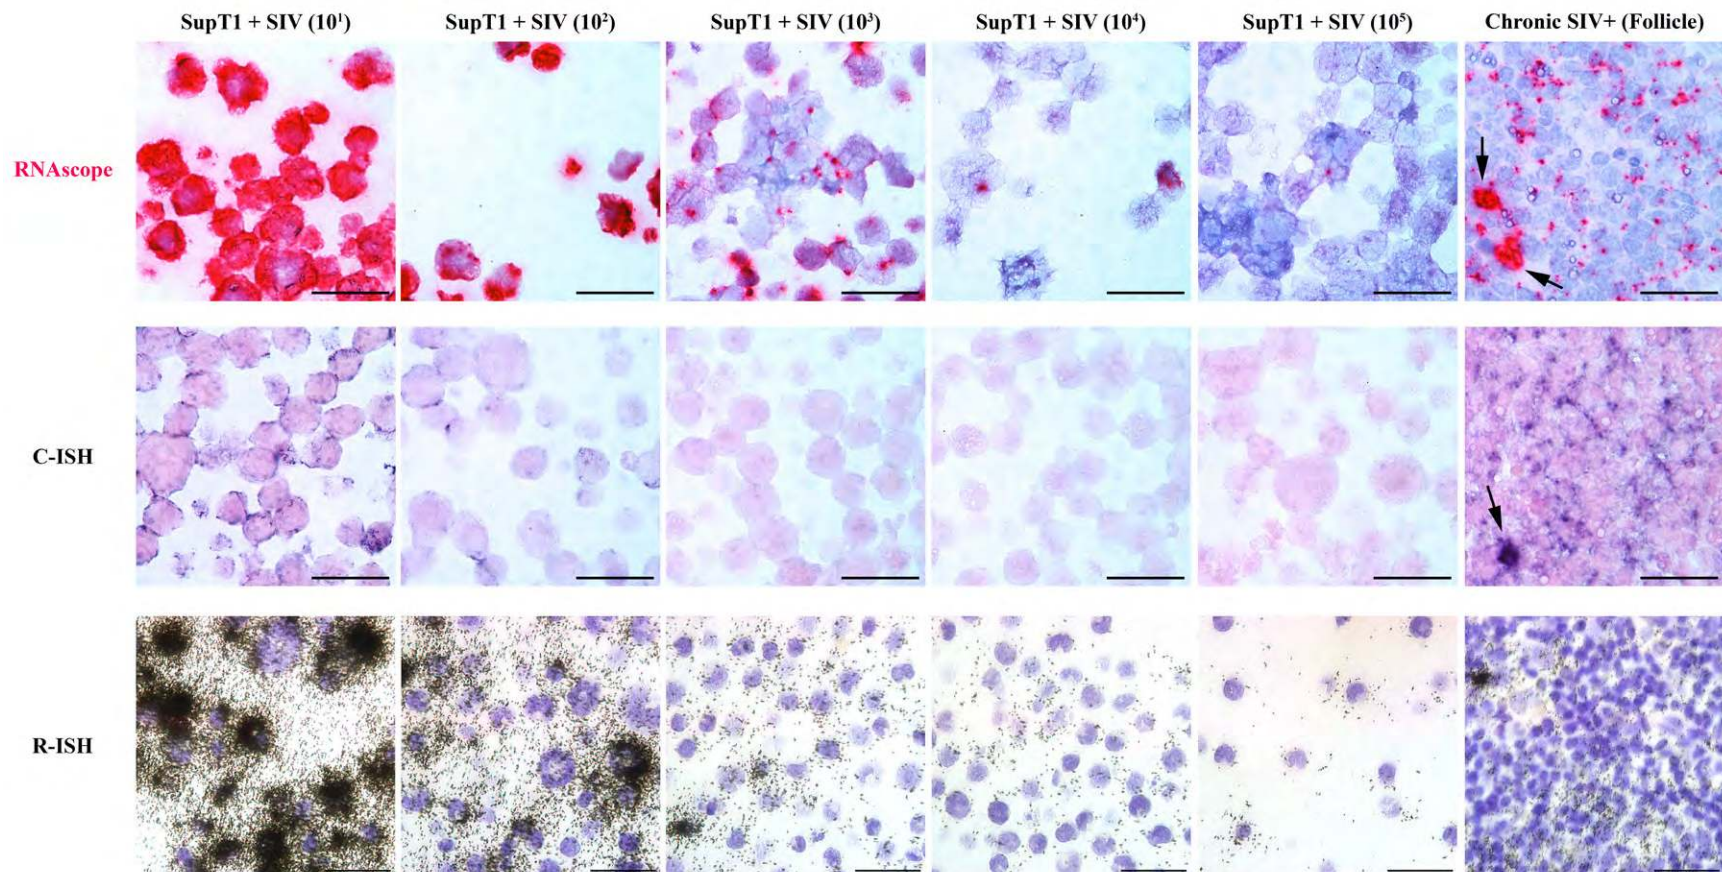 SupT1 + SIV (10¹) SupT1 + SIV (10²) SupT1 + SIV (10³) SupT1 + SIV (10⁴) SupT1 + SIV (10⁵) Chronic SIV+ (Follicle)
RNAscope
C-ISH
R-ISH